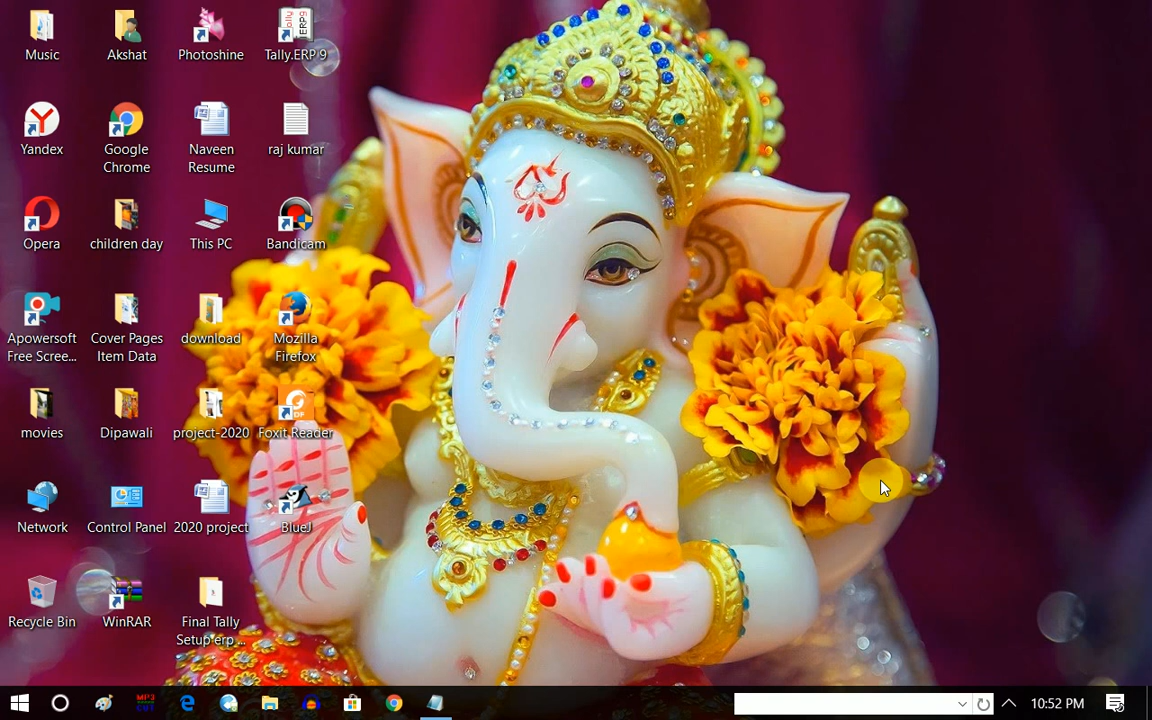 Music
Akshat
Photoshine
Tally.ERP 9
Yandex
Google
Chrome
Naveen
Resume
raj kumar
Opera
children day
This PC
Bandicam
Apowersoft
Free Scree...
Cover Pages
Item Data
download
Mozilla
Firefox
movies
Dipawali
project-2020
Foxit Reader
Network
Control Panel
2020 project
BlueJ
Recycle Bin
WinRAR
Final Tally
Setup erp ...
MP3
CUT
10:52 PM